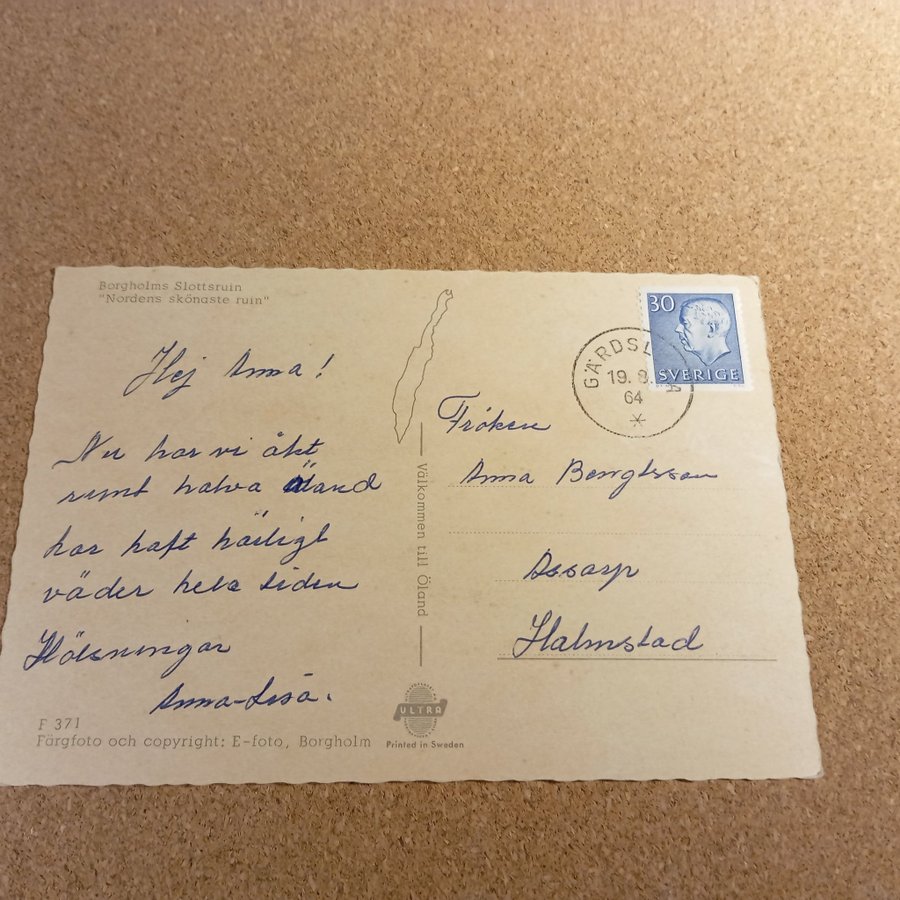 Borgholms Slottsruin
"Nordens skönaste ruin"
Hej Anna!
Nu har vi åkt
runt halva Öland
har haft härligt
väder hela tiden
Hälsningar
Anna-Lisa.
F 371
Färgfoto och copyright: E-foto, Borgholm
Välkommen till Öland
ULTRA
Printed in Sweden
30
SVERIGE
GÄRDSL
19. 8.
64
Fröken
Anna Bengtsson
Assarp
Halmstad